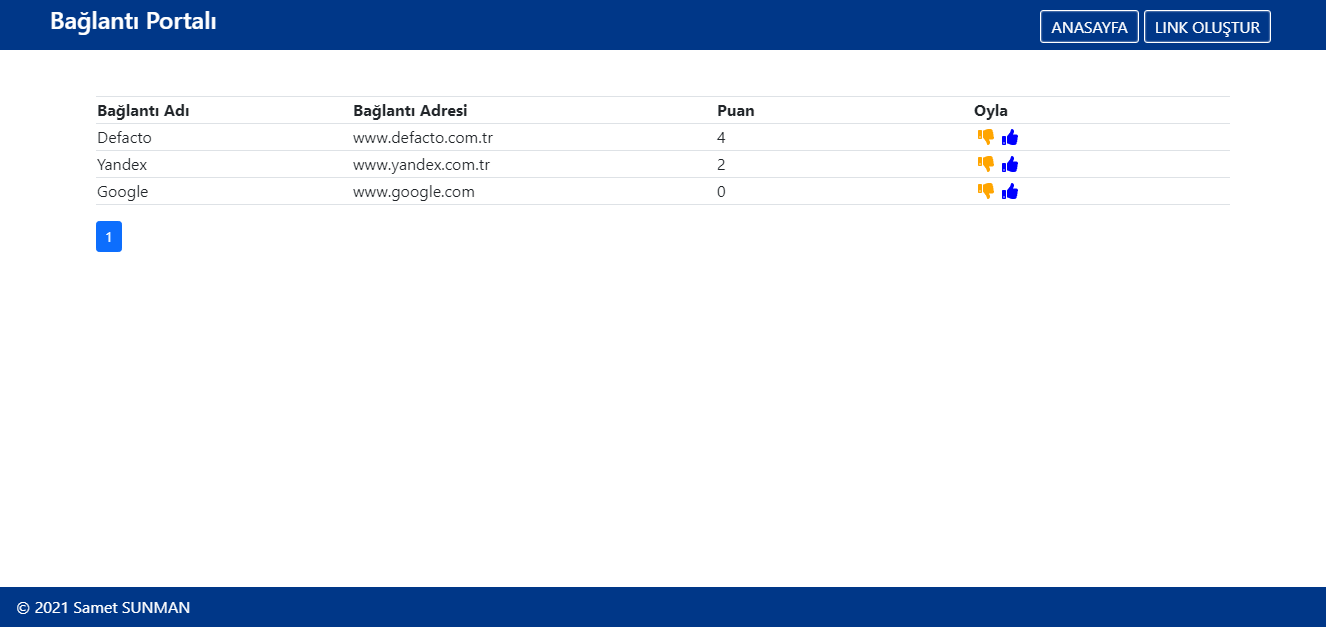 Bağlantı Portalı
ANASAYFA LINK OLUŞTUR
Bağlantı Adı Bağlantı Adresi Puan Oyla
Defacto www.defacto.com.tr 4
Yandex www.yandex.com.tr 2
Google www.google.com 0
1
© 2021 Samet SUNMAN